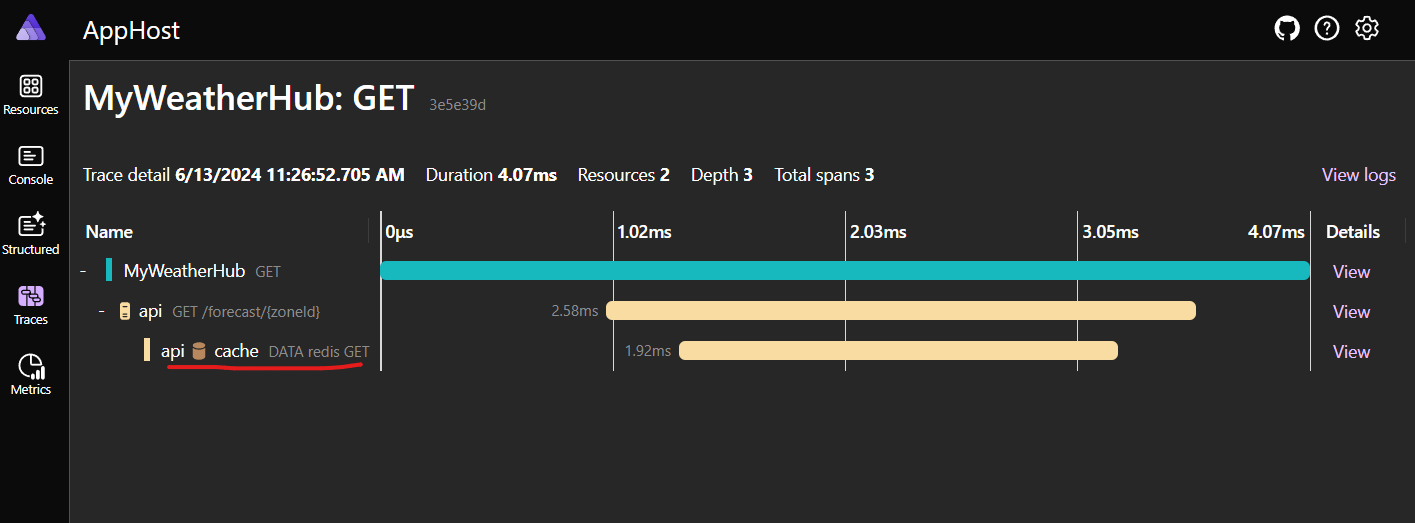 AppHost
Resources
Console
Structured
Traces
Metrics
MyWeatherHub: GET 3e5e39d
Trace detail 6/13/2024 11:26:52.705 AM Duration 4.07ms Resources 2 Depth 3 Total spans 3 View logs
Name 0µs 1.02ms 2.03ms 3.05ms 4.07ms Details
- MyWeatherHub GET View
- api GET /forecast/{zoneId} 2.58ms View
api cache DATA redis GET 1.92ms View